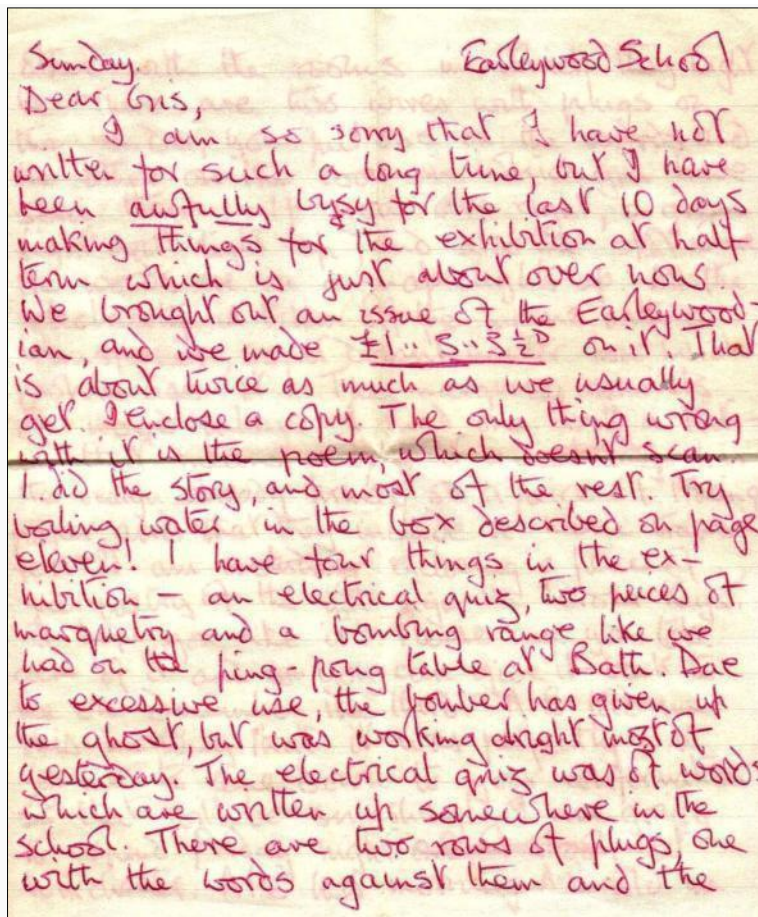 Sunday. Earleywood School
Dear Gris,
I am so sorry that I have not
written for such a long time, but I have
been awfully bysy for the last 10 days
making things for the exhibition at half
term which is just about over now.
We brought out an issue of the Earleywood-
ian, and we made £1·· 5·· 5½D on it. That
is about twice as much as we usually
get. I enclose a copy. The only thing wrong
with it is the poem, which doesnt scan.
I did the story, and most of the rest. Try
boiling water in the box described on page
eleven! I have four things in the ex-
hibition – an electrical quiz, two peices of
marquetry and a bombing range like we
had on the ping-pong table at Bath. Due
to excessive use, the bomber has given up
the ghost, but was working alright most of
yesterday. The electrical quiz was of words
which are written up somewhere in the
school. There are two rows of plugs one
with the words against them and the